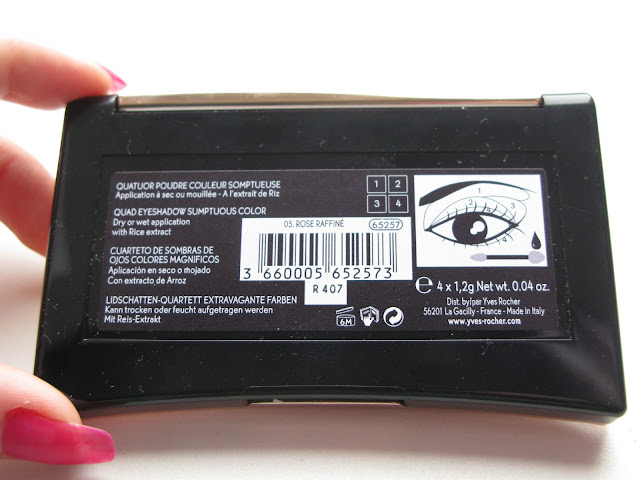 QUATUOR POUDRE COULEUR SOMPTUEUSE
Application à sec ou mouillée - A l'extrait de Riz
QUAD EYESHADOW SUMPTUOUS COLOR
Dry or wet application
with Rice extract
CUARTETO DE SOMBRAS DE
OJOS COLORES MAGNIFICOS
Aplicación en seco o mojado
Con extracto de Arroz
LIDSCHATTEN-QUARTETT EXTRAVAGANTE FARBEN
Kann trocken oder feucht aufgetragen werden
Mit Reis-Extrakt
1 2
3 4
05. ROSE RAFFINÉ 65257
3 660005 652573
R 407
1
2
3
4
℮ 4 x 1,2g Net wt. 0.04 oz.
Dist. by/par Yves Rocher
56201 La Gacilly - France - Made in Italy
www.yves-rocher.com
6M